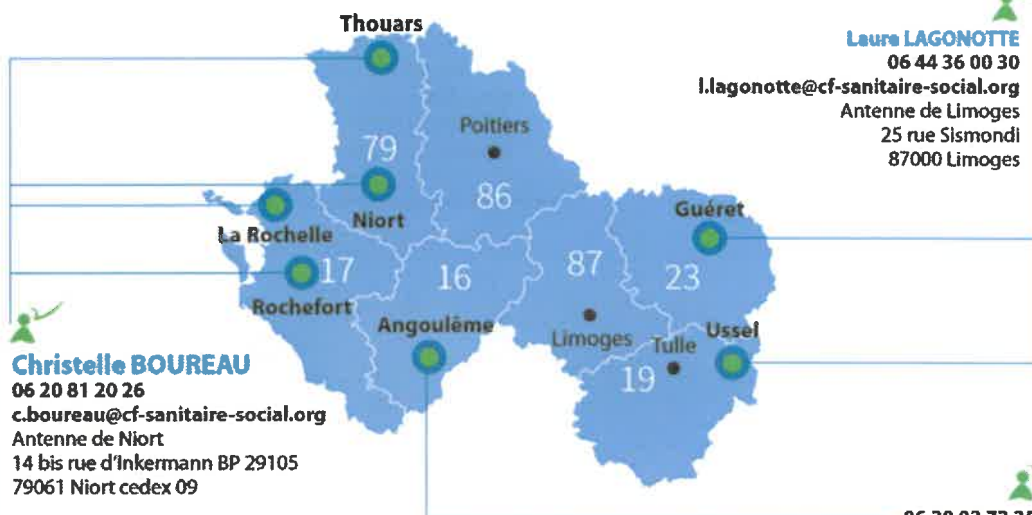 Thouars
Laure LAGONOTTE
06 44 36 00 30
l.lagonotte@cf-sanitaire-social.org
Antenne de Limoges
25 rue Sismondi
87000 Limoges
Poitiers
79
86
Niort
La Rochelle
Guéret
17
16
87
23
Rochefort
Angoulême
Limoges
Tulle
Ussel
19
Christelle BOUREAU
06 20 81 20 26
c.boureau@cf-sanitaire-social.org
Antenne de Niort
14 bis rue d'Inkermann BP 29105
79061 Niort cedex 09